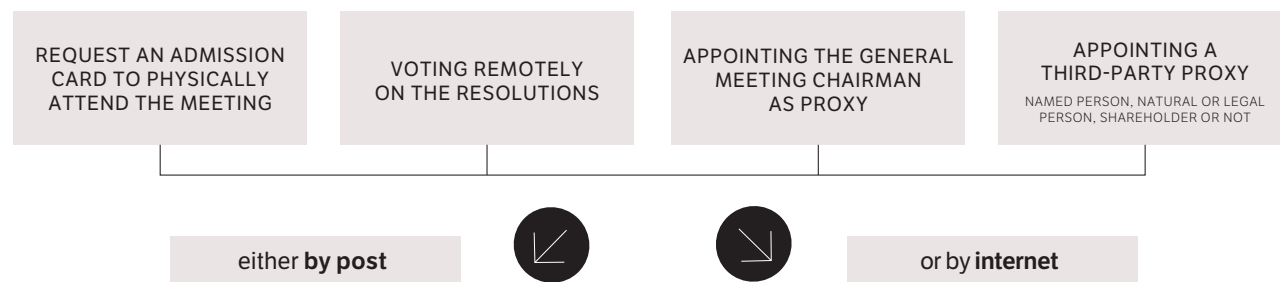 REQUEST AN ADMISSION
CARD TO PHYSICALLY
ATTEND THE MEETING
VOTING REMOTELY
ON THE RESOLUTIONS
APPOINTING THE GENERAL
MEETING CHAIRMAN
AS PROXY
APPOINTING A
THIRD-PARTY PROXY
NAMED PERSON, NATURAL OR LEGAL
PERSON, SHAREHOLDER OR NOT
either by post
or by internet